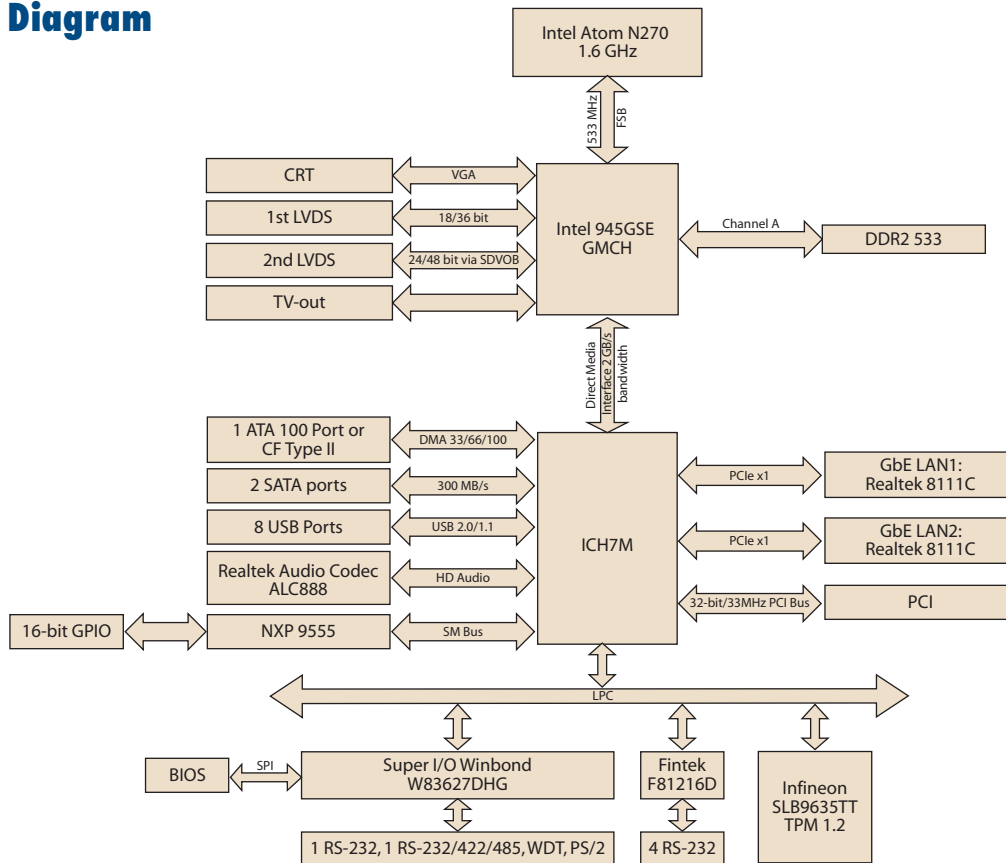 Diagram
Intel Atom N270
1.6 GHz
533 MHz
FSB
CRT
VGA
1st LVDS
18/36 bit
2nd LVDS
24/48 bit via SDVOB
TV-out
Intel 945GSE
GMCH
Channel A
DDR2 533
Direct Media
Interface 2 GB/s
bandwidth
1 ATA 100 Port or
CF Type II
DMA 33/66/100
2 SATA ports
300 MB/s
8 USB Ports
USB 2.0/1.1
Realtek Audio Codec
ALC888
HD Audio
16-bit GPIO
NXP 9555
SM Bus
ICH7M
PCIe x1
GbE LAN1:
Realtek 8111C
PCIe x1
GbE LAN2:
Realtek 8111C
32-bit/33MHz PCI Bus
PCI
LPC
BIOS
SPI
Super I/O Winbond
W83627DHG
Fintek
F81216D
Infineon
SLB9635TT
TPM 1.2
1 RS-232, 1 RS-232/422/485, WDT, PS/2
4 RS-232